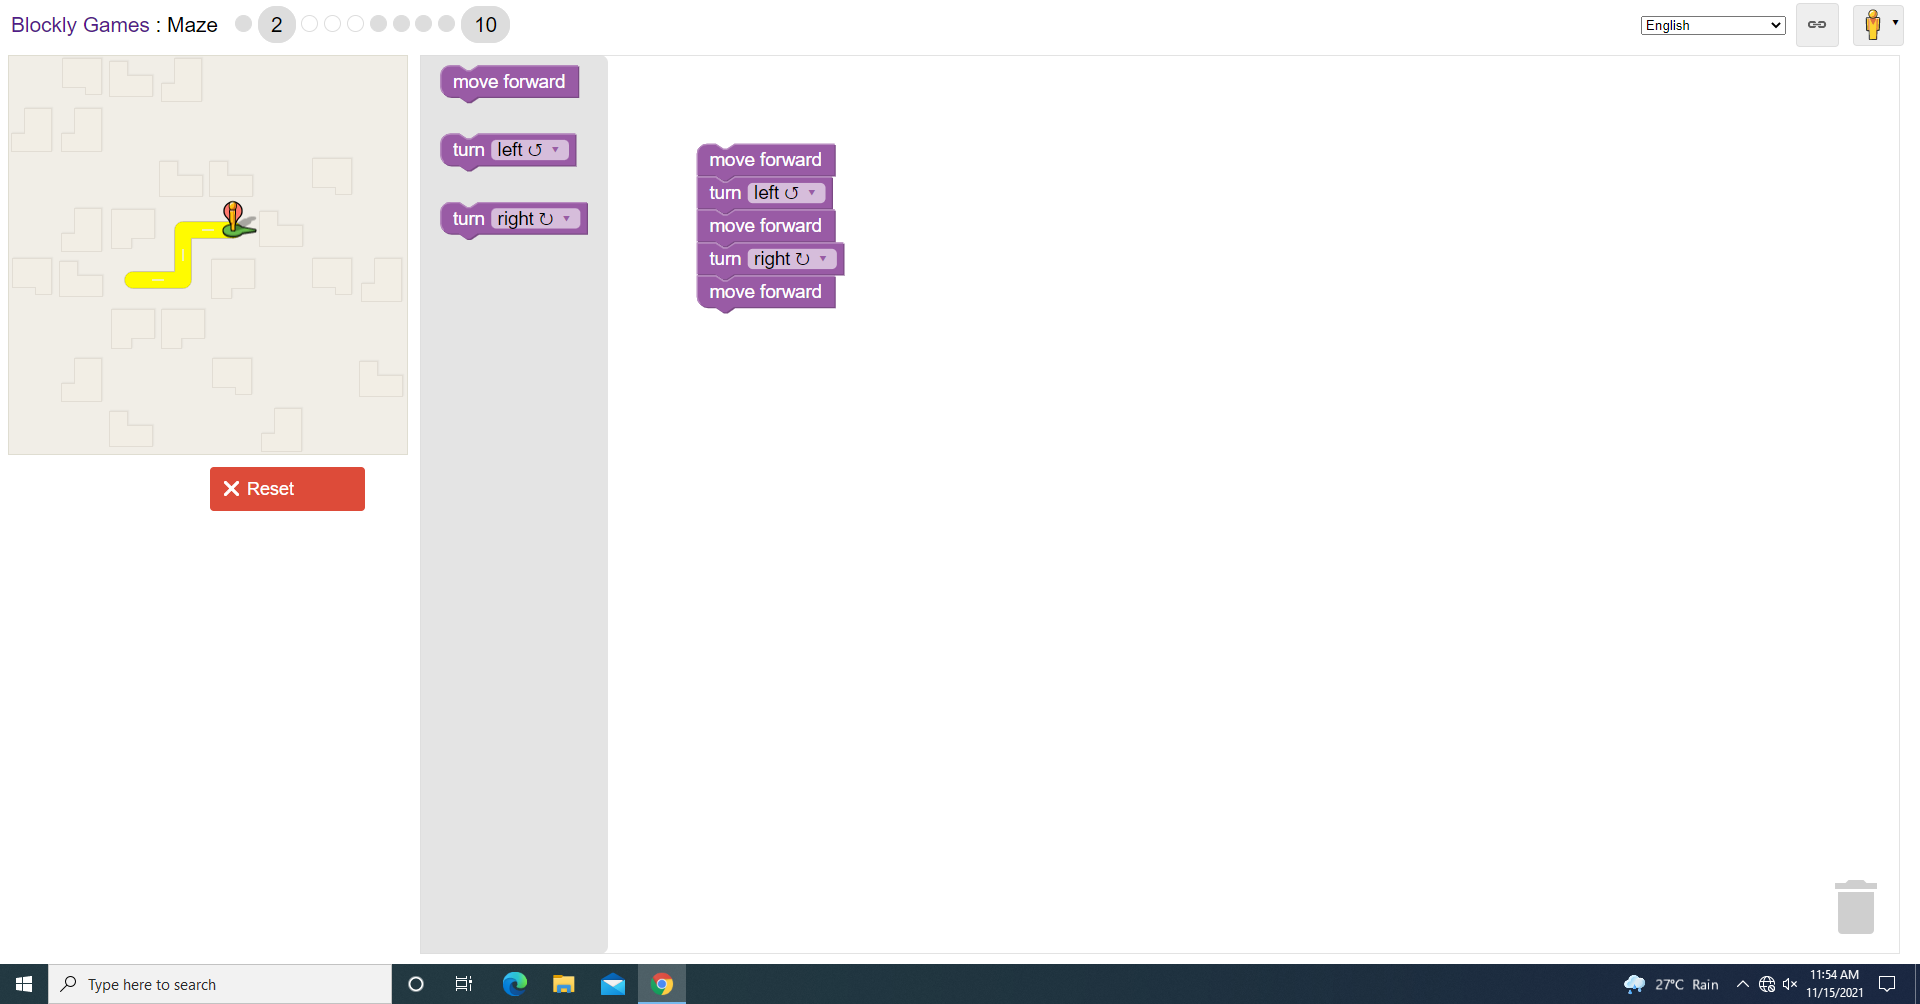 Blockly Games : Maze 2 10
English
move forward
turn left ↺
turn right ↻
move forward
turn left ↺
move forward
turn right ↻
move forward
Reset
Type here to search
27°C Rain
11:54 AM
11/15/2021